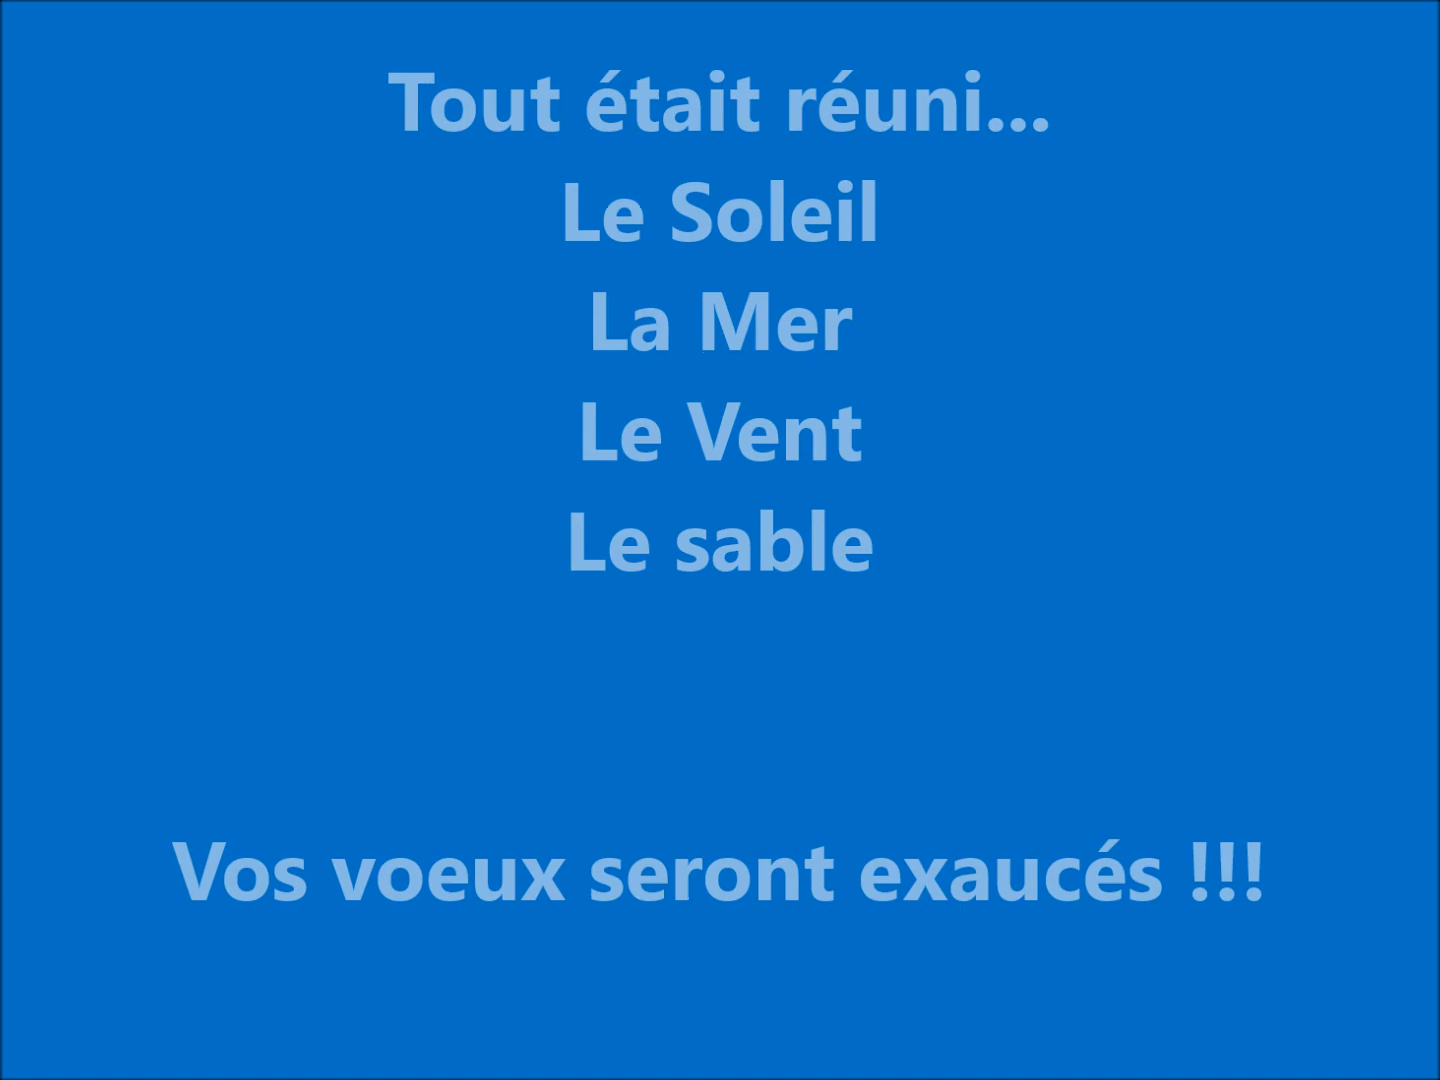 Tout était réuni...
Le Soleil
La Mer
Le Vent
Le sable
Vos voeux seront exaucés !!!